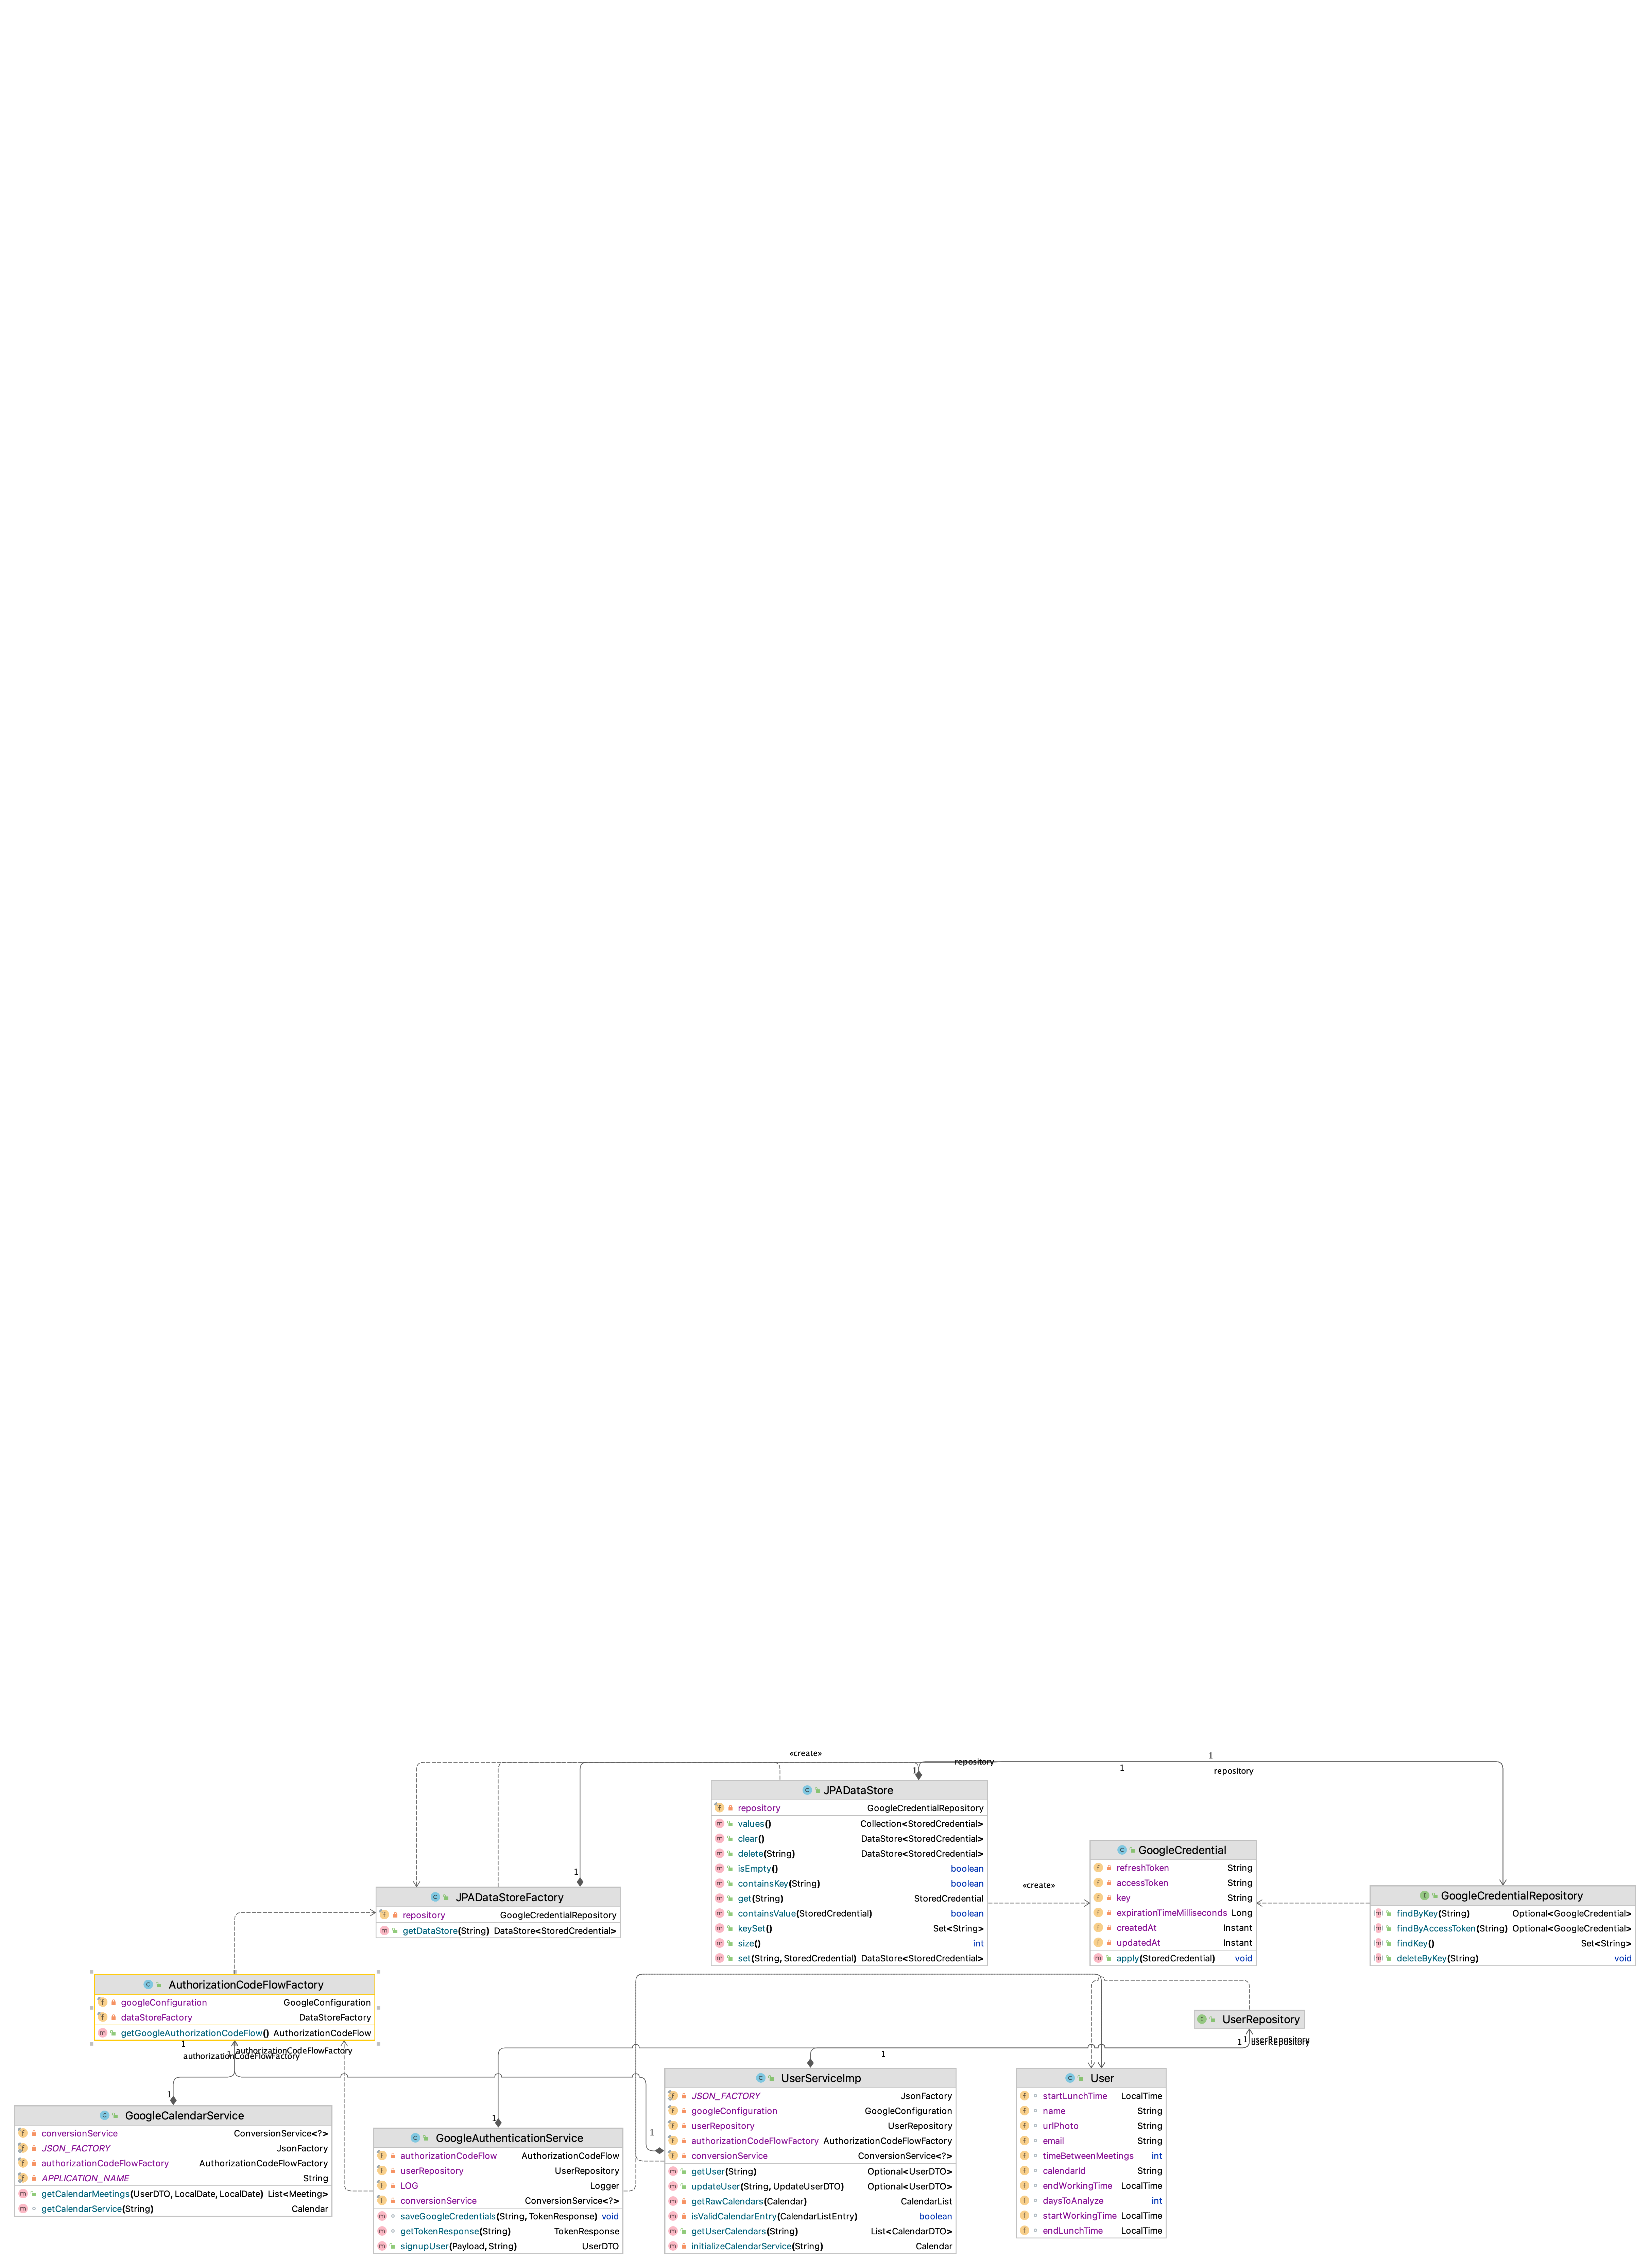 «create»
1
repository
1
1
1
repository
JPADataStore
repository GoogleCredentialRepository
values() Collection<StoredCredential>
clear() DataStore<StoredCredential>
delete(String) DataStore<StoredCredential>
isEmpty() boolean
containsKey(String) boolean
get(String) StoredCredential
containsValue(StoredCredential) boolean
keySet() Set<String>
size() int
set(String, StoredCredential) DataStore<StoredCredential>
«create»
GoogleCredential
refreshToken String
accessToken String
key String
expirationTimeMilliseconds Long
createdAt Instant
updatedAt Instant
apply(StoredCredential) void
GoogleCredentialRepository
findByKey(String) Optional<GoogleCredential>
findByAccessToken(String) Optional<GoogleCredential>
findKey() Set<String>
deleteByKey(String) void
1
JPADataStoreFactory
repository GoogleCredentialRepository
getDataStore(String) DataStore<StoredCredential>
AuthorizationCodeFlowFactory
googleConfiguration GoogleConfiguration
dataStoreFactory DataStoreFactory
getGoogleAuthorizationCodeFlow() AuthorizationCodeFlow
1
1
authorizationCodeFlowFactory
authorizationCodeFlowFactory
UserRepository
1
1
userRepository
userRepository
1
1
GoogleCalendarService
conversionService ConversionService<?>
JSON_FACTORY JsonFactory
authorizationCodeFlowFactory AuthorizationCodeFlowFactory
APPLICATION_NAME String
getCalendarMeetings(UserDTO, LocalDate, LocalDate) List<Meeting>
getCalendarService(String) Calendar
1
GoogleAuthenticationService
authorizationCodeFlow AuthorizationCodeFlow
userRepository UserRepository
LOG Logger
conversionService ConversionService<?>
saveGoogleCredentials(String, TokenResponse) void
getTokenResponse(String) TokenResponse
signupUser(Payload, String) UserDTO
1
UserServiceImp
JSON_FACTORY JsonFactory
googleConfiguration GoogleConfiguration
userRepository UserRepository
authorizationCodeFlowFactory AuthorizationCodeFlowFactory
conversionService ConversionService<?>
getUser(String) Optional<UserDTO>
updateUser(String, UpdateUserDTO) Optional<UserDTO>
getRawCalendars(Calendar) CalendarList
isValidCalendarEntry(CalendarListEntry) boolean
getUserCalendars(String) List<CalendarDTO>
initializeCalendarService(String) Calendar
User
startLunchTime LocalTime
name String
urlPhoto String
email String
timeBetweenMeetings int
calendarId String
endWorkingTime LocalTime
daysToAnalyze int
startWorkingTime LocalTime
endLunchTime LocalTime